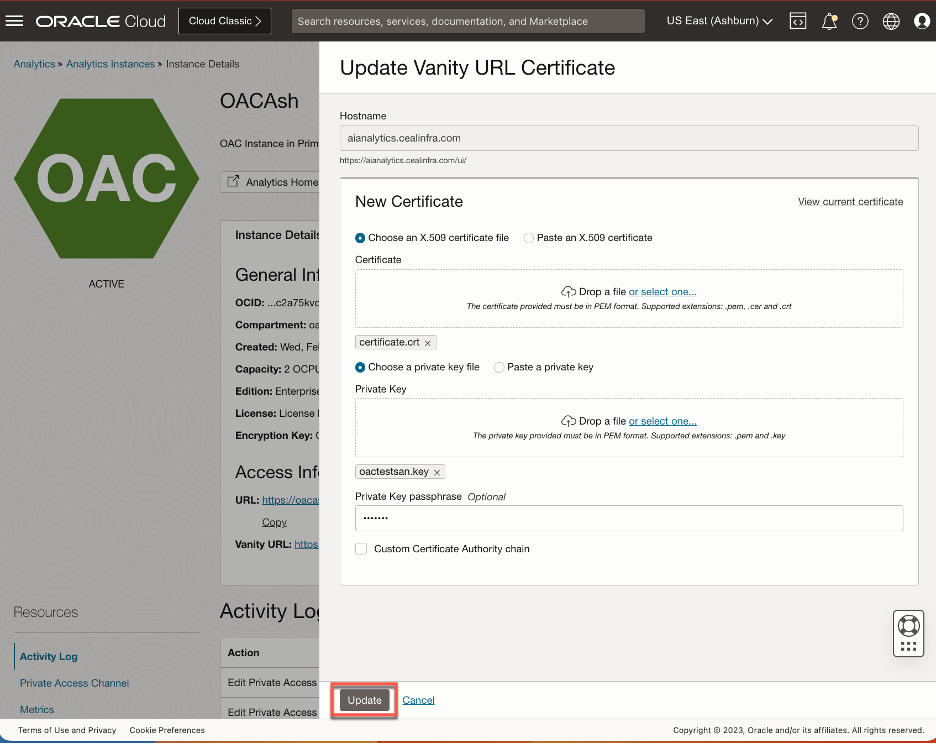 ORACLE Cloud
Cloud Classic
Search resources, services, documentation, and Marketplace
US East (Ashburn)
Analytics » Analytics Instances » Instance Details
OAC
ACTIVE
OACAsh
OAC Instance in Prim
Analytics Home
Instance Details
General Inf
OCID: ...c2a75kvc
Compartment: oa
Created: Wed, Fe
Capacity: 2 OCPU
Edition: Enterprise
License: License
Encryption Key:
Access Info
URL: https://oacas
Copy
Vanity URL: https
Resources
Activity Log
Private Access Channel
Metrics
Activity Log
Action
Edit Private Access
Edit Private Access
Update Vanity URL Certificate
Hostname
aianalytics.cealinfra.com
https://aianalytics.cealinfra.com/ui/
New Certificate
View current certificate
Choose an X.509 certificate file
Paste an X.509 certificate
Certificate
Drop a file or select one...
The certificate provided must be in PEM format. Supported extensions: .pem, .cer and .crt
certificate.crt ×
Choose a private key file
Paste a private key
Private Key
Drop a file or select one...
The private key provided must be in PEM format. Supported extensions: .pem and .key
oactestsan.key ×
Private Key passphrase Optional
•••••••
Custom Certificate Authority chain
Update
Cancel
Terms of Use and Privacy
Cookie Preferences
Copyright © 2023, Oracle and/or its affiliates. All rights reserved.